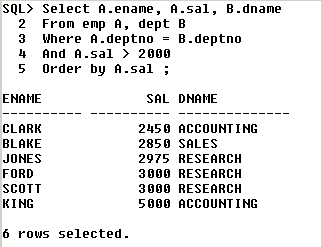 SQL> Select A.ename, A.sal, B.dname
  2  From emp A, dept B
  3  Where A.deptno = B.deptno
  4  And A.sal > 2000
  5  Order by A.sal ;

ENAME             SAL DNAME
---------- ---------- --------------
CLARK            2450 ACCOUNTING
BLAKE            2850 SALES
JONES            2975 RESEARCH
FORD             3000 RESEARCH
SCOTT            3000 RESEARCH
KING             5000 ACCOUNTING

6 rows selected.